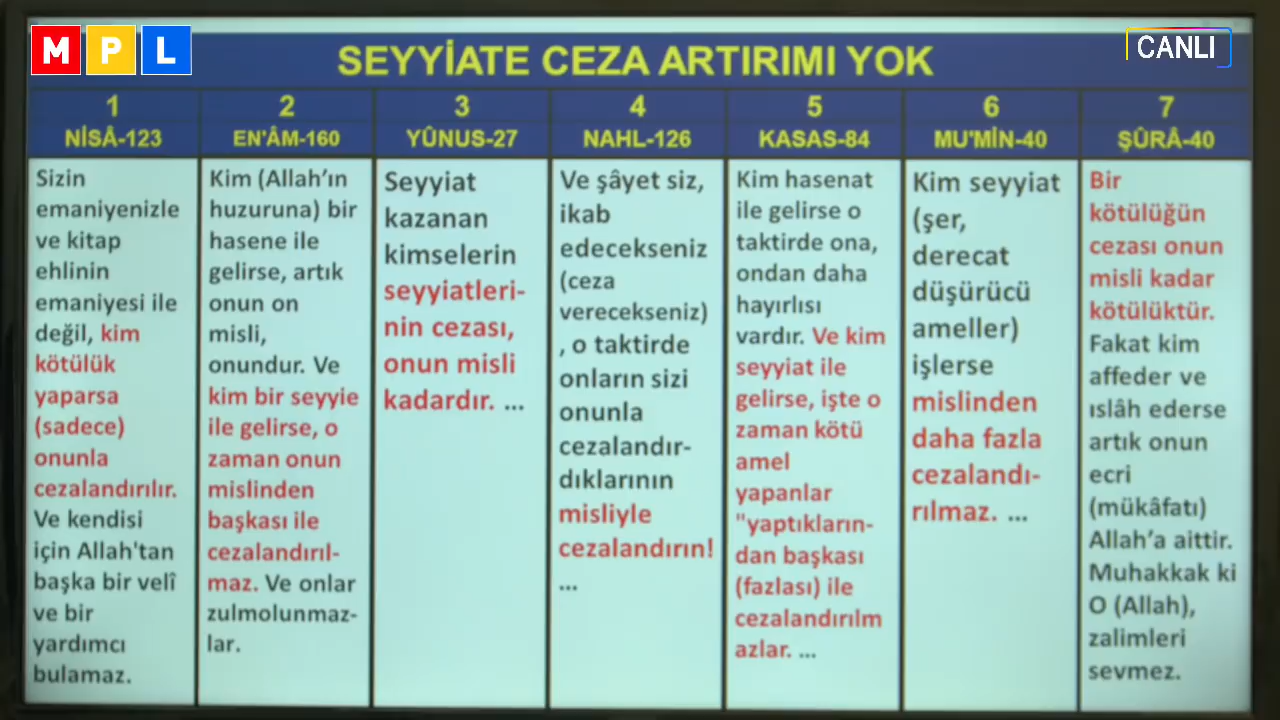 MPL
CANLI
SEYYİATE CEZA ARTIRIMI YOK
1
NİSÂ-123
Sizin
emaniyenizle
ve kitap
ehlinin
emaniyesi ile
değil, kim
kötülük
yaparsa
(sadece)
onunla
cezalandırılır.
Ve kendisi
için Allah'tan
başka bir velî
ve bir
yardımcı
bulamaz.
2
EN'ÂM-160
Kim (Allah’ın
huzuruna) bir
hasene ile
gelirse, artık
onun on
misli,
onundur. Ve
kim bir seyyie
ile gelirse, o
zaman onun
mislinden
başkası ile
cezalandırıl-
maz. Ve onlar
zulmolunmaz-
lar.
3
YÛNUS-27
Seyyiat
kazanan
kimselerin
seyyiatleri-
nin cezası,
onun misli
kadardır. ...
4
NAHL-126
Ve şâyet siz,
ikab
edecekseniz
(ceza
verecekseniz)
, o taktirde
onların sizi
onunla
cezalandır-
dıklarının
misliyle
cezalandırın!
...
5
KASAS-84
Kim hasenat
ile gelirse o
taktirde ona,
ondan daha
hayırlısı
vardır. Ve kim
seyyiat ile
gelirse, işte o
zaman kötü
amel
yapanlar
"yaptıkların-
dan başkası
(fazlası) ile
cezalandırılm
azlar. ...
6
MU'MİN-40
Kim seyyiat
(şer,
derecat
düşürücü
ameller)
işlerse
mislinden
daha fazla
cezalandı-
rılmaz. ...
7
ŞÛRÂ-40
Bir
kötülüğün
cezası onun
misli kadar
kötülüktür.
Fakat kim
affeder ve
ıslâh ederse
artık onun
ecri
(mükâfatı)
Allah’a aittir.
Muhakkak ki
O (Allah),
zalimleri
sevmez.